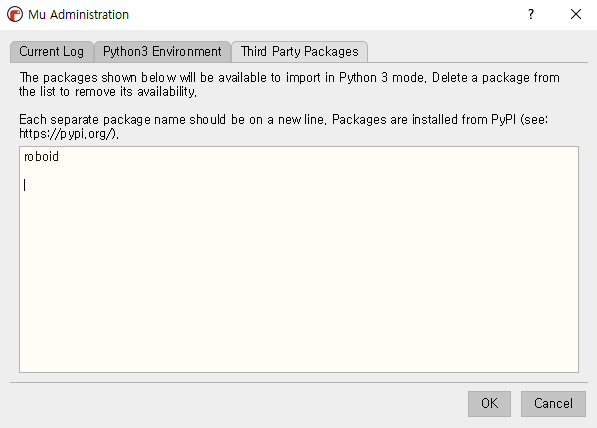 Mu Administration
Current Log
Python3 Environment
Third Party Packages
The packages shown below will be available to import in Python 3 mode. Delete a package from
the list to remove its availability.
Each separate package name should be on a new line. Packages are installed from PyPI (see:
https://pypi.org/).
roboid
OK
Cancel